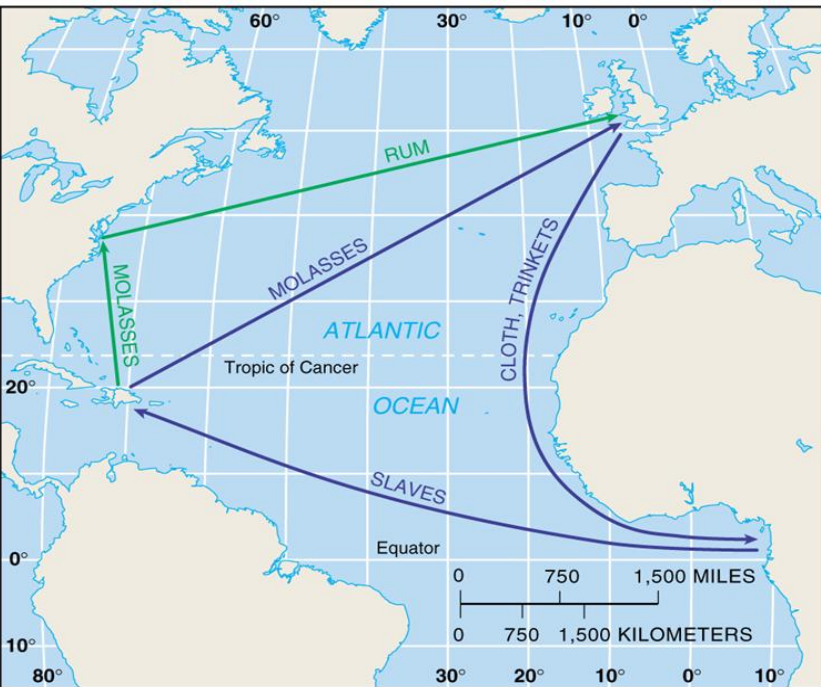 60° 30° 10° 0°
RUM
MOLASSES
MOLASSES
CLOTH, TRINKETS
ATLANTIC
Tropic of Cancer
20°
OCEAN
SLAVES
Equator
0°
0 750 1,500 MILES
0 750 1,500 KILOMETERS
10°
80° 30° 20° 10° 0° 10°